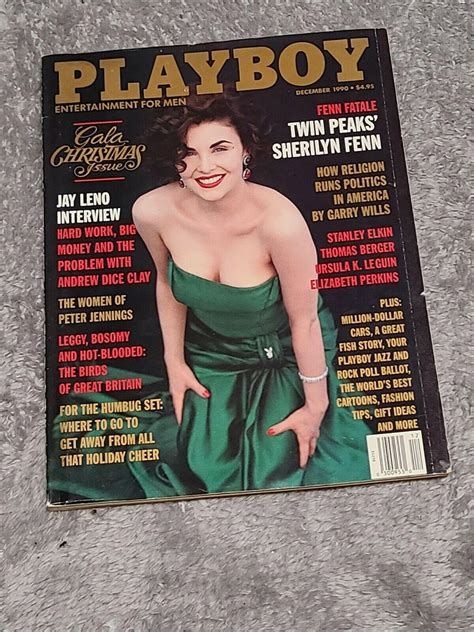 PLAYBOY
ENTERTAINMENT FOR MEN
DECEMBER 1990 • $4.95
Gala
CHRISTMAS
Issue
JAY LENO
INTERVIEW
HARD WORK, BIG
MONEY AND THE
PROBLEM WITH
ANDREW DICE CLAY
THE WOMEN OF
PETER JENNINGS
LEGGY, BOSOMY
AND HOT-BLOODED:
THE BIRDS
OF GREAT BRITAIN
FOR THE HUMBUG SET:
WHERE TO GO TO
GET AWAY FROM ALL
THAT HOLIDAY CHEER
FENN FATALE
TWIN PEAKS'
SHERILYN FENN
HOW RELIGION
RUNS POLITICS
IN AMERICA
BY GARRY WILLS
STANLEY ELKIN
THOMAS BERGER
URSULA K. LEGUIN
ELIZABETH PERKINS
PLUS:
MILLION-DOLLAR
CARS, A GREAT
FISH STORY, YOUR
PLAYBOY JAZZ AND
ROCK POLL BALLOT,
THE WORLD'S BEST
CARTOONS, FASHION
TIPS, GIFT IDEAS
AND MORE
12